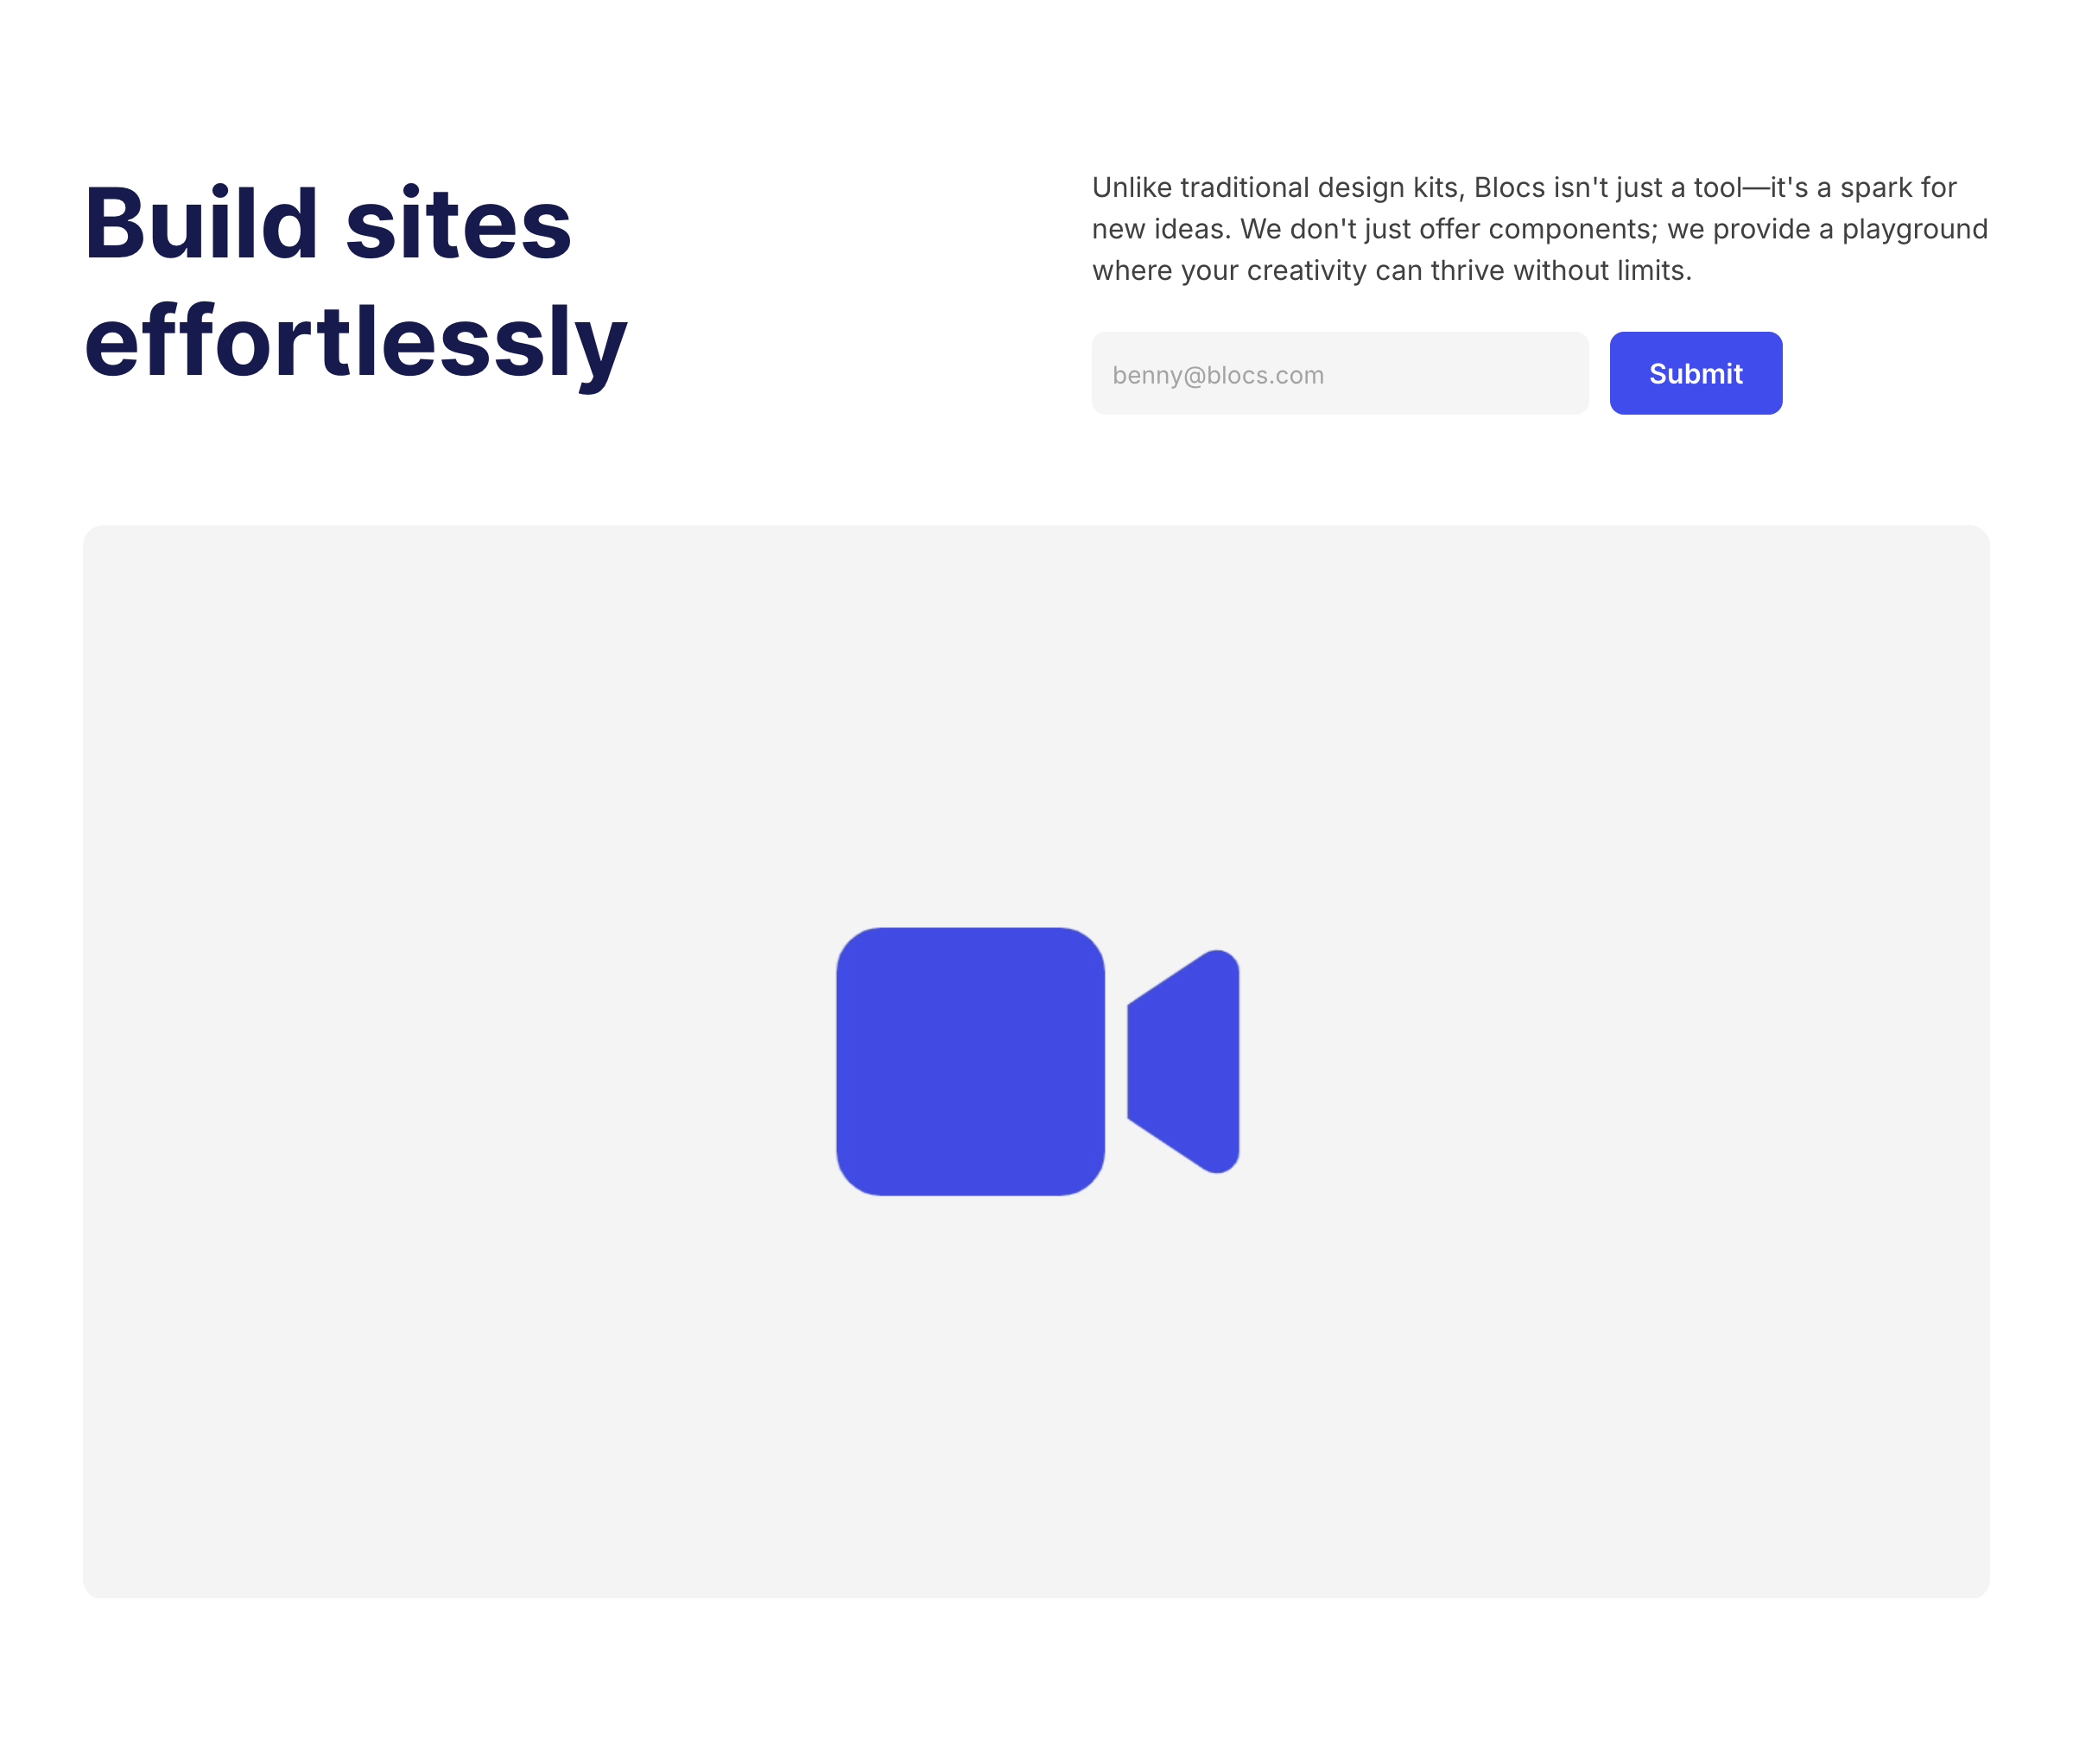 Build sites
effortlessly
Unlike traditional design kits, Blocs isn't just a tool—it's a spark for
new ideas. We don't just offer components; we provide a playground
where your creativity can thrive without limits.
benny@blocs.com
Submit